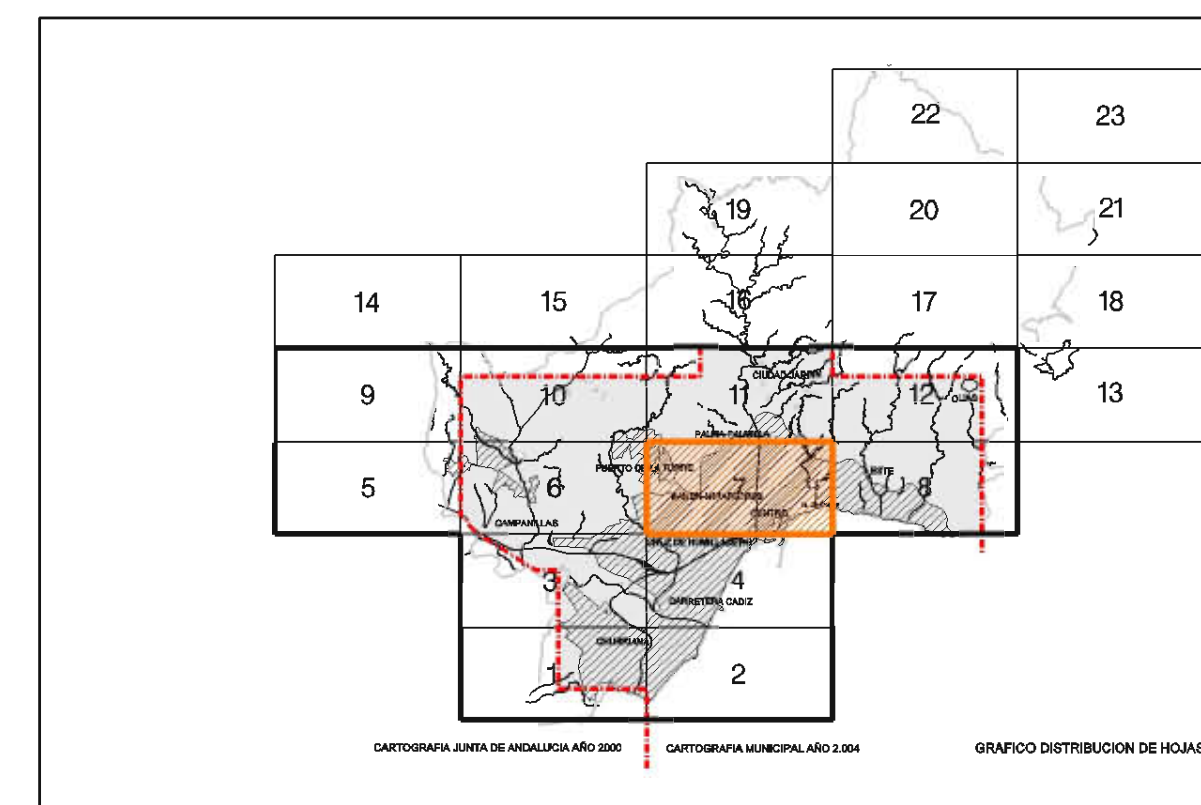 22 23
19 20 21
14 15 16 17 18
CIUDAD JARDIN
9 10 11 12 13
OLIAS
PALMA-PALMILLA
PUERTO DE LA TORRE
ESTE
5 6 7 8
CENTRO
CAMPANILLAS
3 4
CARRETERA CADIZ
CHURRIANA
1 2
CARTOGRAFIA JUNTA DE ANDALUCIA AÑO 2000
CARTOGRAFIA MUNICIPAL AÑO 2.004
GRAFICO DISTRIBUCION DE HOJAS